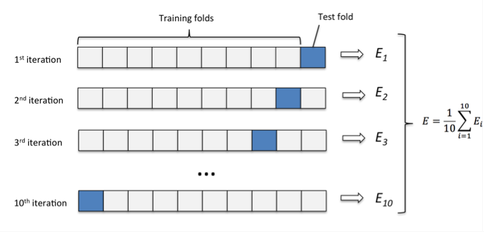 Training folds
Test fold
1st iteration
E1
2nd iteration
E2
3rd iteration
E3
...
10th iteration
E10
E = 1/10 10∑i=1 Ei